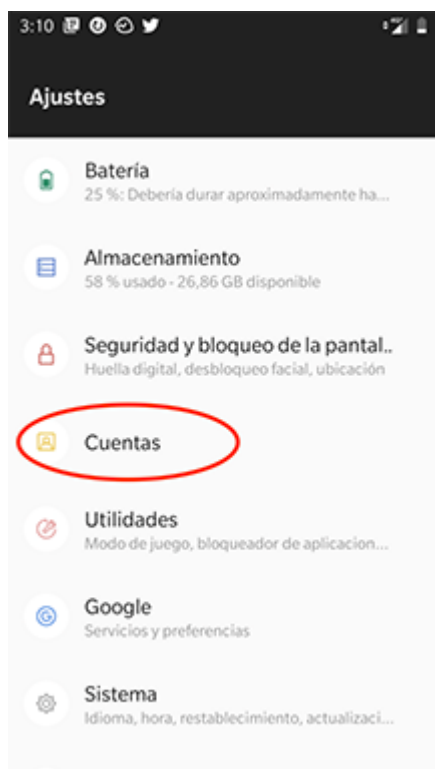 3:10
Ajustes
Batería
25 %: Debería durar aproximadamente ha...
Almacenamiento
58 % usado - 26,86 GB disponible
Seguridad y bloqueo de la pantal..
Huella digital, desbloqueo facial, ubicación
Cuentas
Utilidades
Modo de juego, bloqueador de aplicacion...
Google
Servicios y preferencias
Sistema
Idioma, hora, restablecimiento, actualizaci...